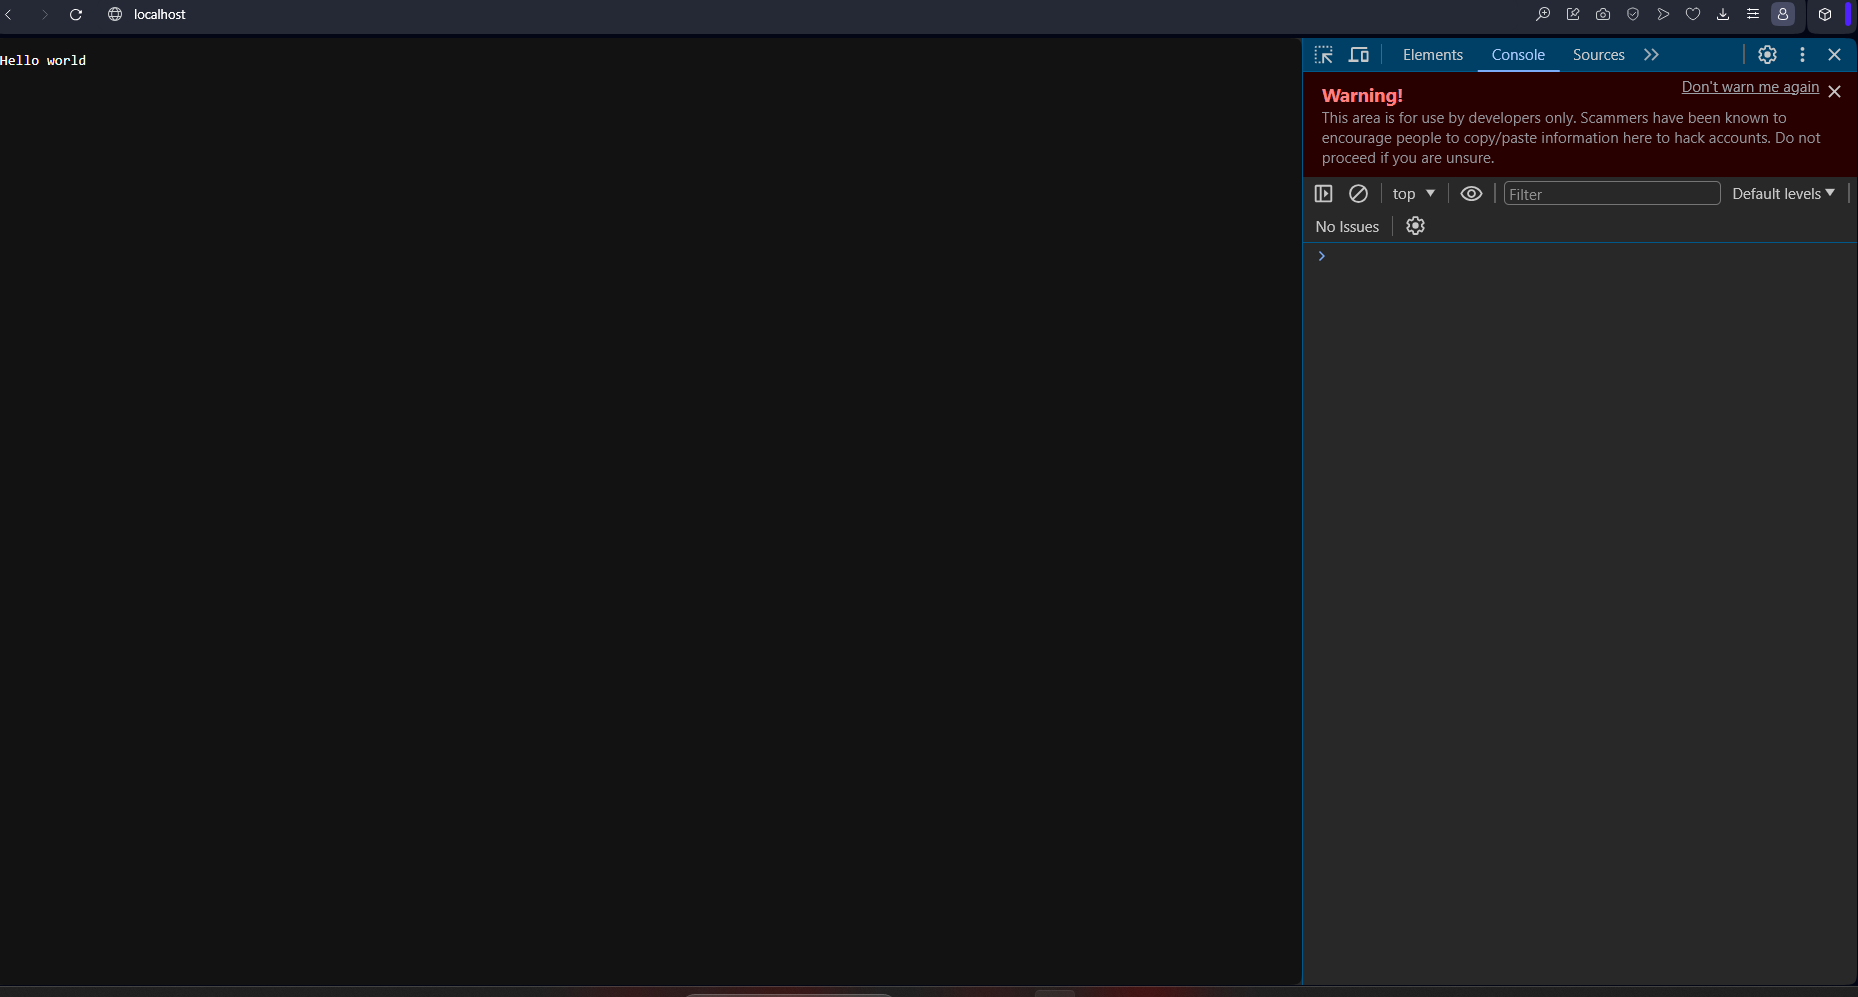 localhost
Hello world
Elements
Console
Sources
Warning!
Don't warn me again
This area is for use by developers only. Scammers have been known to
encourage people to copy/paste information here to hack accounts. Do not
proceed if you are unsure.
top
Filter
Default levels
No Issues